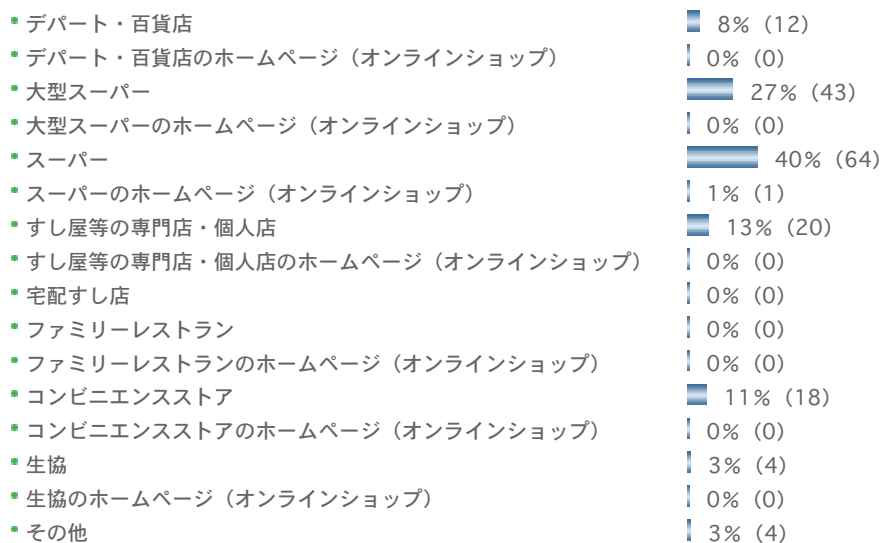 デパート・百貨店 8% (12)
デパート・百貨店のホームページ（オンラインショップ） 0% (0)
大型スーパー 27% (43)
大型スーパーのホームページ（オンラインショップ） 0% (0)
スーパー 40% (64)
スーパーのホームページ（オンラインショップ） 1% (1)
すし屋等の専門店・個人店 13% (20)
すし屋等の専門店・個人店のホームページ（オンラインショップ） 0% (0)
宅配すし店 0% (0)
ファミリーレストラン 0% (0)
ファミリーレストランのホームページ（オンラインショップ） 0% (0)
コンビニエンスストア 11% (18)
コンビニエンスストアのホームページ（オンラインショップ） 0% (0)
生協 3% (4)
生協のホームページ（オンラインショップ） 0% (0)
その他 3% (4)